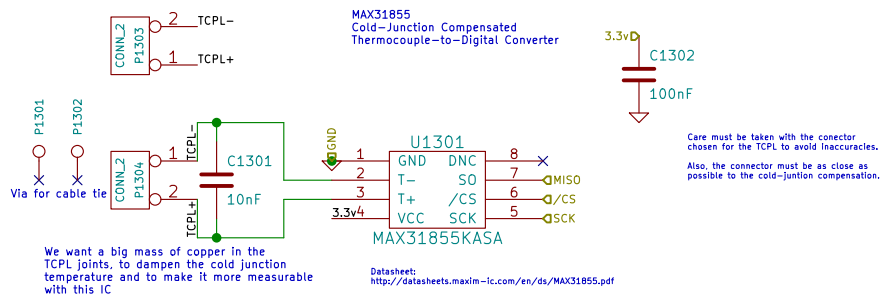 MAX31855
Cold-Junction Compensated
Thermocouple-to-Digital Converter
CONN_2
P1303
2
TCPL-
1
TCPL+
3.3v
C1302
100nF
P1301
P1302
Via for cable tie
CONN_2
P1304
1
TCPL-
2
TCPL+
C1301
10nF
GND
U1301
1
GND
DNC
8
2
T-
SO
7
MISO
3
T+
/CS
6
/CS
3.3v
4
VCC
SCK
5
SCK
MAX31855KASA
Care must be taken with the conector
chosen for the TCPL to avoid inaccuracies.
Also, the connector must be as close as
possible to the cold-juntion compensation.
We want a big mass of copper in the
TCPL joints, to dampen the cold junction
temperature and to make it more measurable
with this IC
Datasheet:
http://datasheets.maxim-ic.com/en/ds/MAX31855.pdf